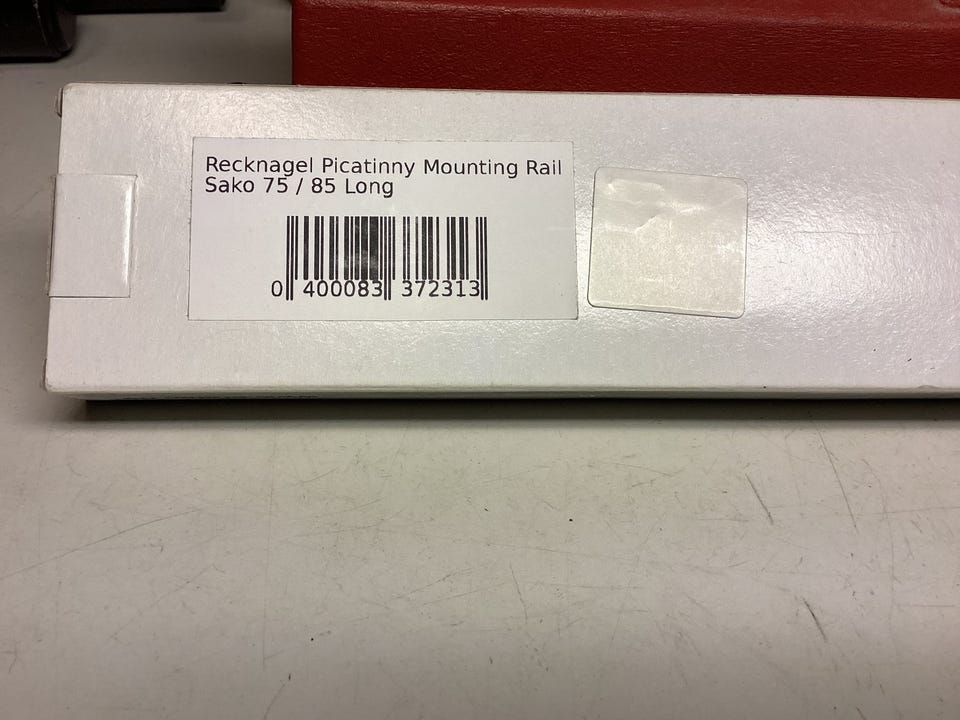 Recknagel Picatinny Mounting Rail
Sako 75 / 85 Long
0 400083 372313